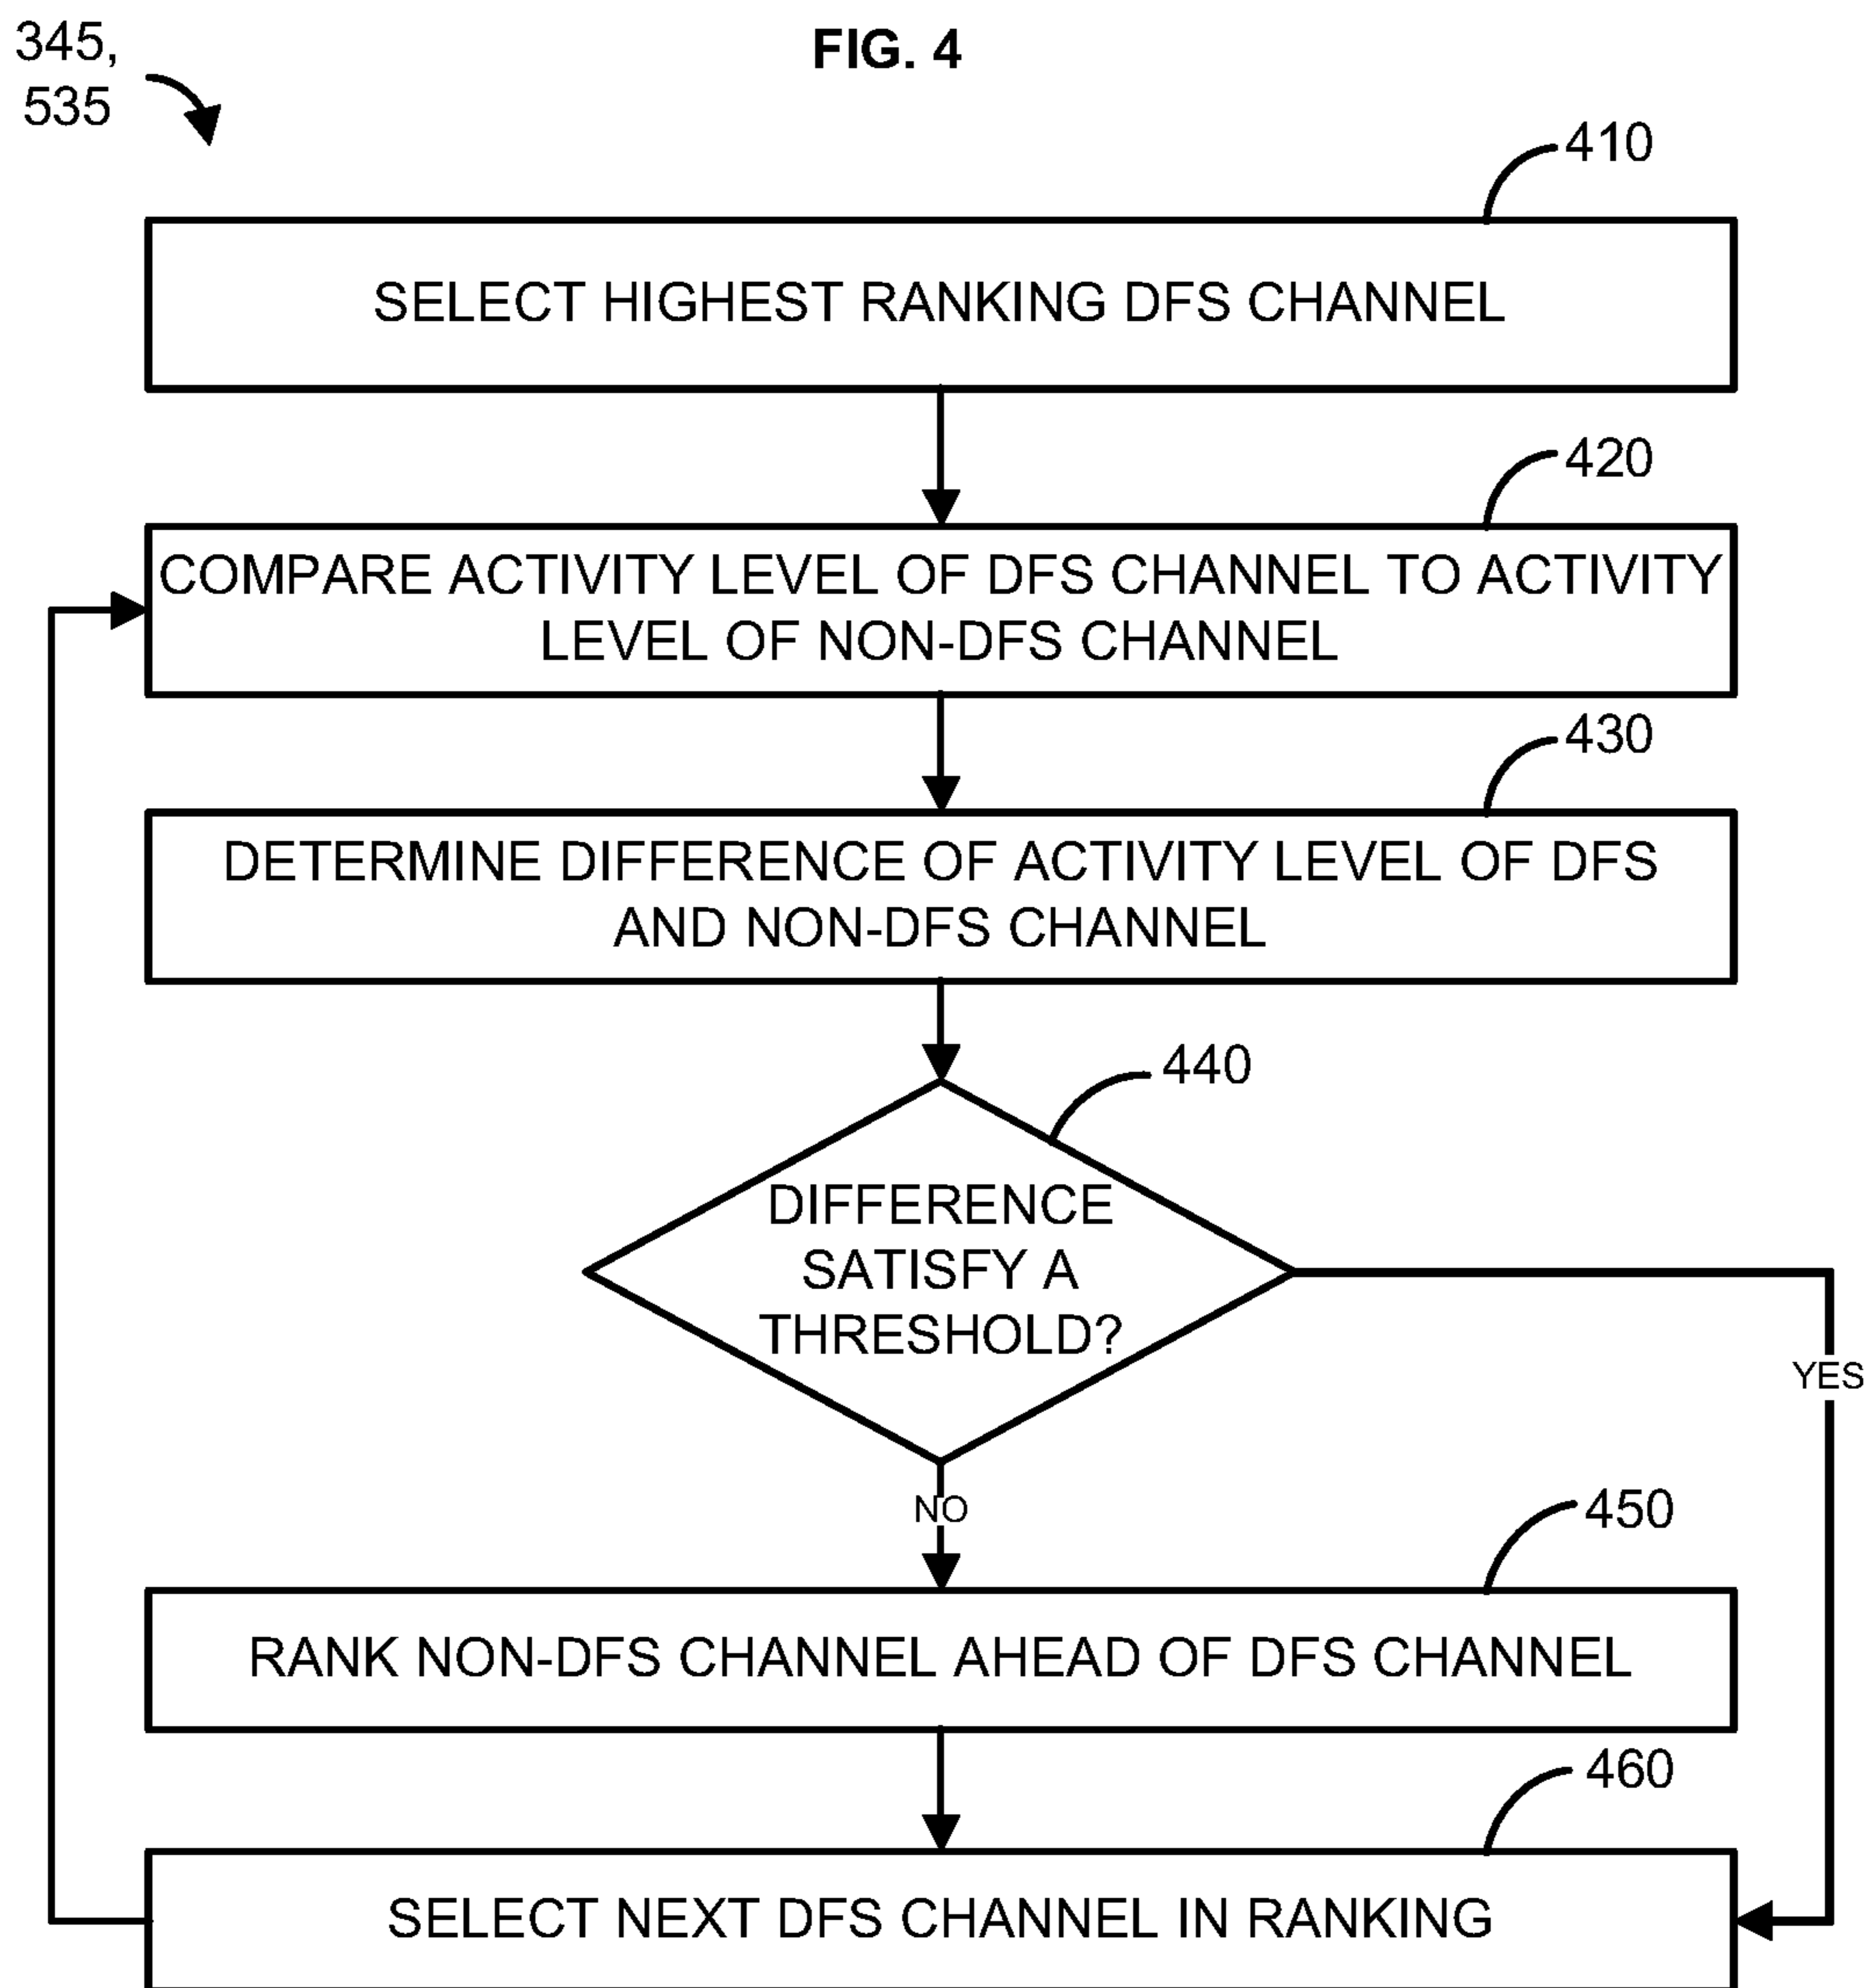 345,
535
FIG. 4
410
SELECT HIGHEST RANKING DFS CHANNEL
420
COMPARE ACTIVITY LEVEL OF DFS CHANNEL TO ACTIVITY
LEVEL OF NON-DFS CHANNEL
430
DETERMINE DIFFERENCE OF ACTIVITY LEVEL OF DFS
AND NON-DFS CHANNEL
440
DIFFERENCE
SATISFY A
THRESHOLD?
YES
NO
450
RANK NON-DFS CHANNEL AHEAD OF DFS CHANNEL
460
SELECT NEXT DFS CHANNEL IN RANKING